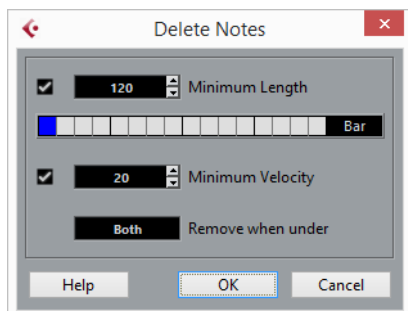 Delete Notes
120 Minimum Length
Bar
20 Minimum Velocity
Both Remove when under
Help OK Cancel